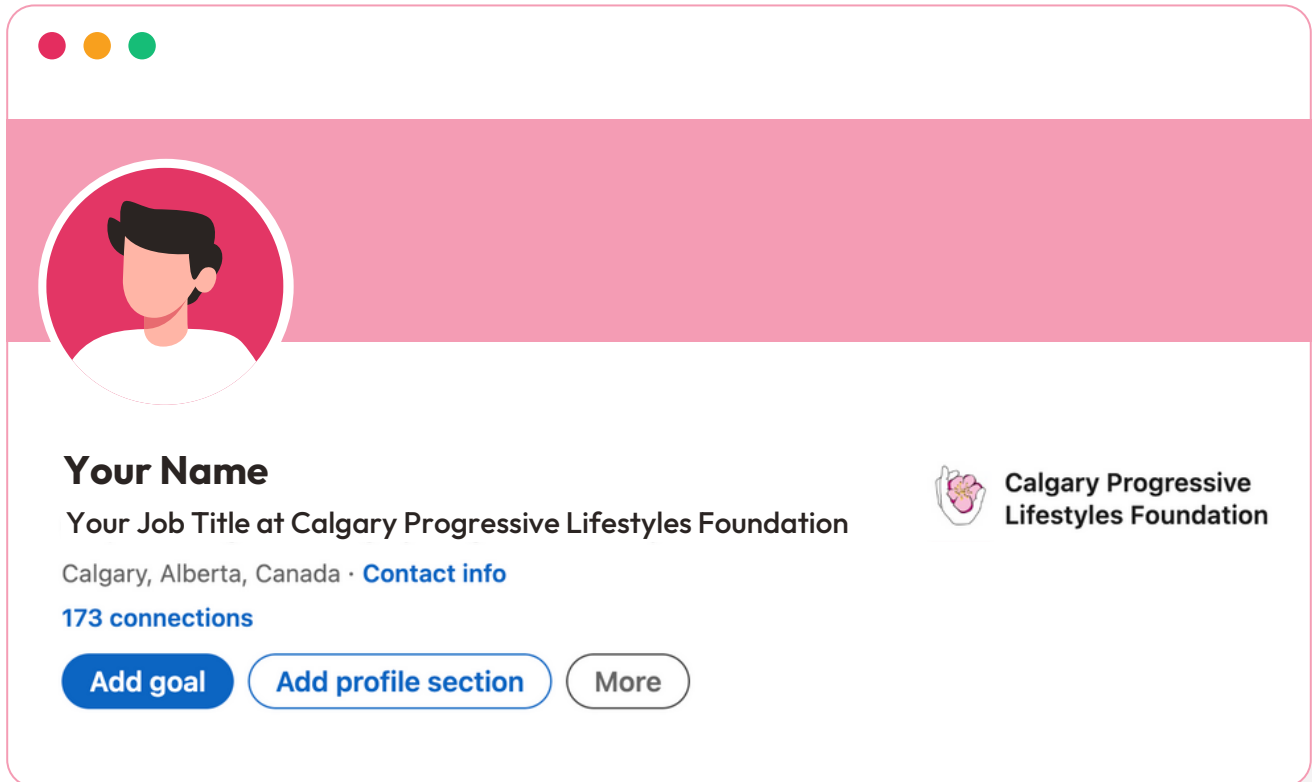 Your Name
Your Job Title at Calgary Progressive Lifestyles Foundation
Calgary Progressive
Lifestyles Foundation
Calgary, Alberta, Canada · Contact info
173 connections
Add goal
Add profile section
More